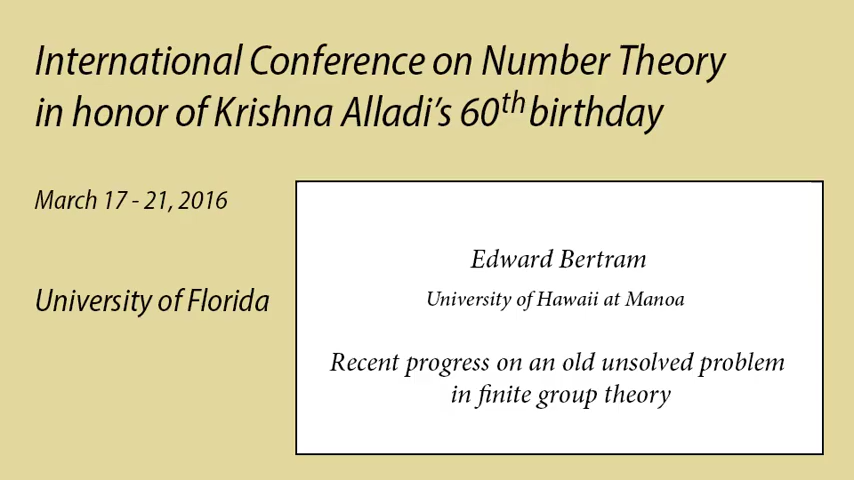 International Conference on Number Theory
in honor of Krishna Alladi’s 60th birthday
March 17 - 21, 2016
University of Florida
Edward Bertram
University of Hawaii at Manoa
Recent progress on an old unsolved problem
in finite group theory